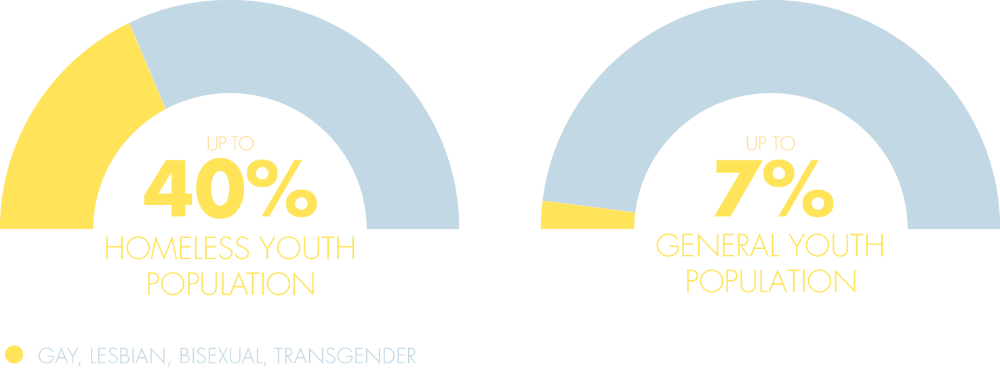 UP TO
40%
HOMELESS YOUTH
POPULATION
UP TO
7%
GENERAL YOUTH
POPULATION
GAY, LESBIAN, BISEXUAL, TRANSGENDER